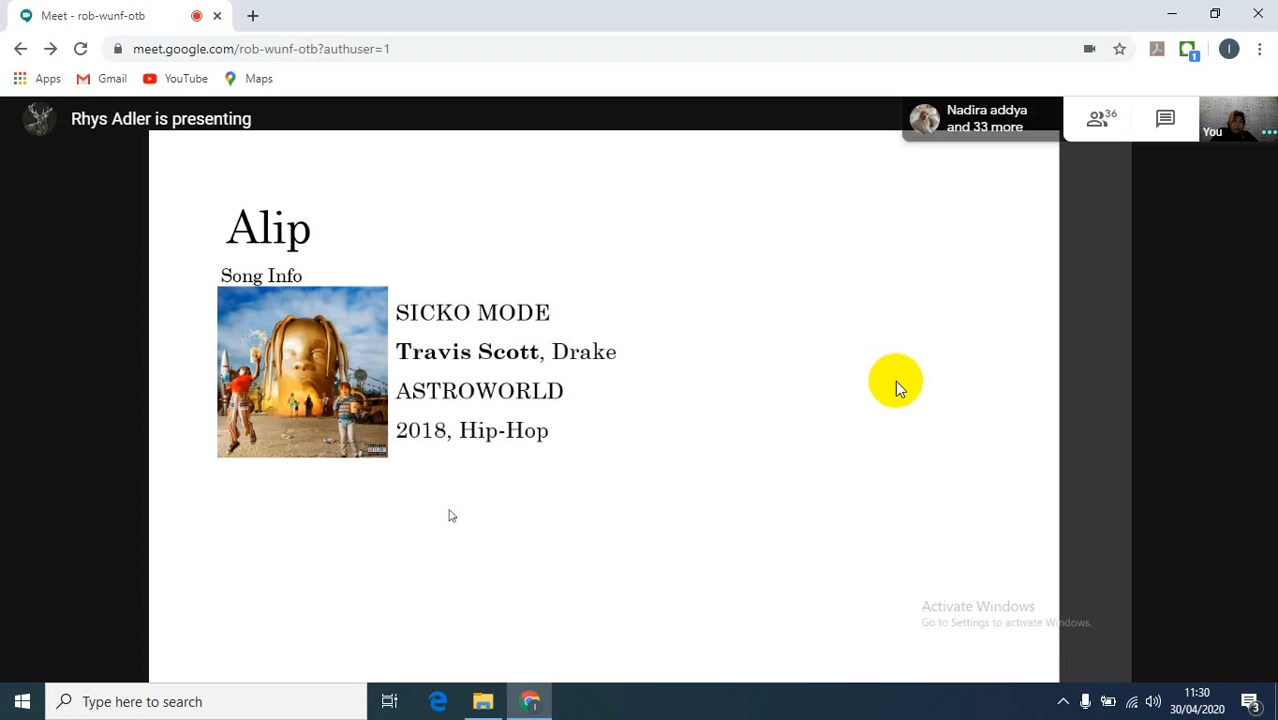 Meet - rob-wunf-otb
meet.google.com/rob-wunf-otb?authuser=1
1
I
Apps
Gmail
YouTube
Maps
Rhys Adler is presenting
Nadira addya
and 33 more
36
You
Alip
Song Info
SICKO MODE
Travis Scott, Drake
ASTROWORLD
2018, Hip-Hop
Activate Windows
Go to Settings to activate Windows.
Type here to search
11:30
30/04/2020
3